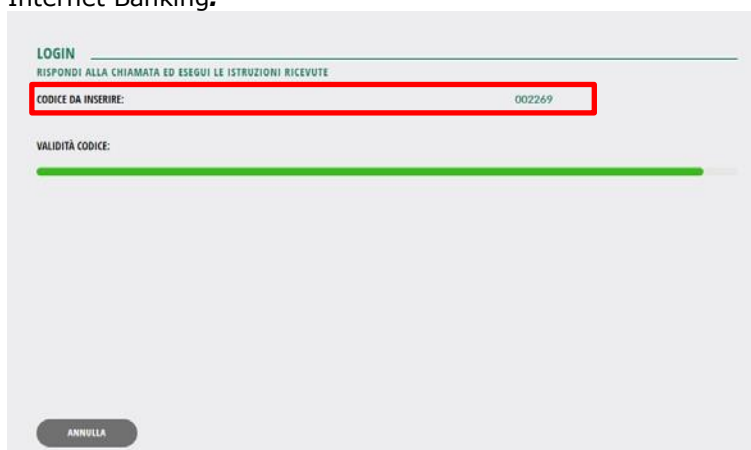 Internet Banking.
LOGIN
RISPONDI ALLA CHIAMATA ED ESEGUI LE ISTRUZIONI RICEVUTE
CODICE DA INSERIRE: 002269
VALIDITÀ CODICE:
ANNULLA